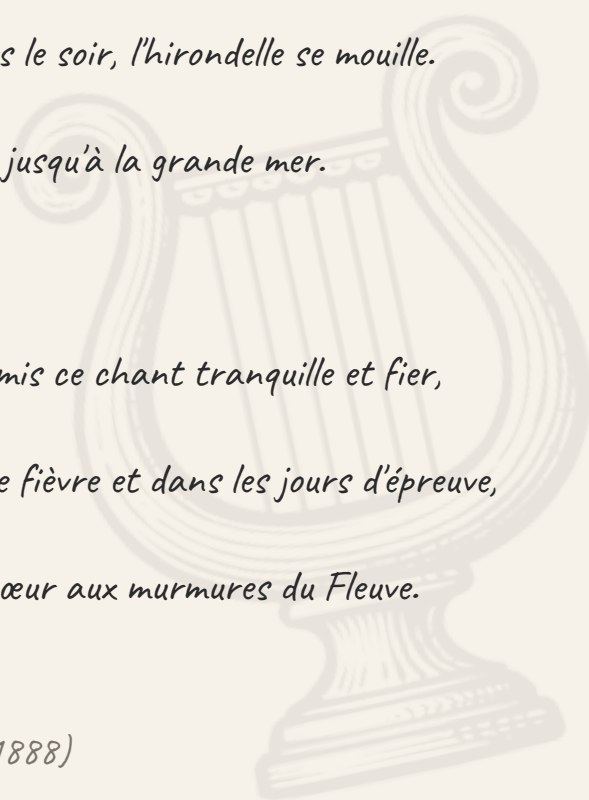 s le soir, l'hirondelle se mouille.
jusqu'à la grande mer.
mis ce chant tranquille et fier,
e fièvre et dans les jours d'épreuve,
œur aux murmures du Fleuve.
1888)